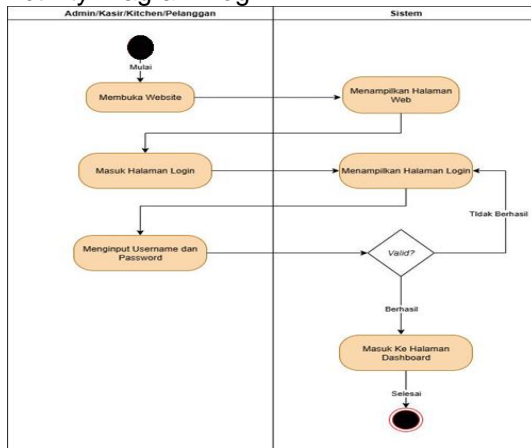 Admin/Kasir/Kitchen/Pelanggan
Sistem
Mulai
Membuka Website
Menampilkan Halaman
Web
Masuk Halaman Login
Menampilkan Halaman Login
TIdak Berhasil
Menginput Username dan
Password
Valid?
Berhasil
Masuk Ke Halaman
Dashboard
Selesai